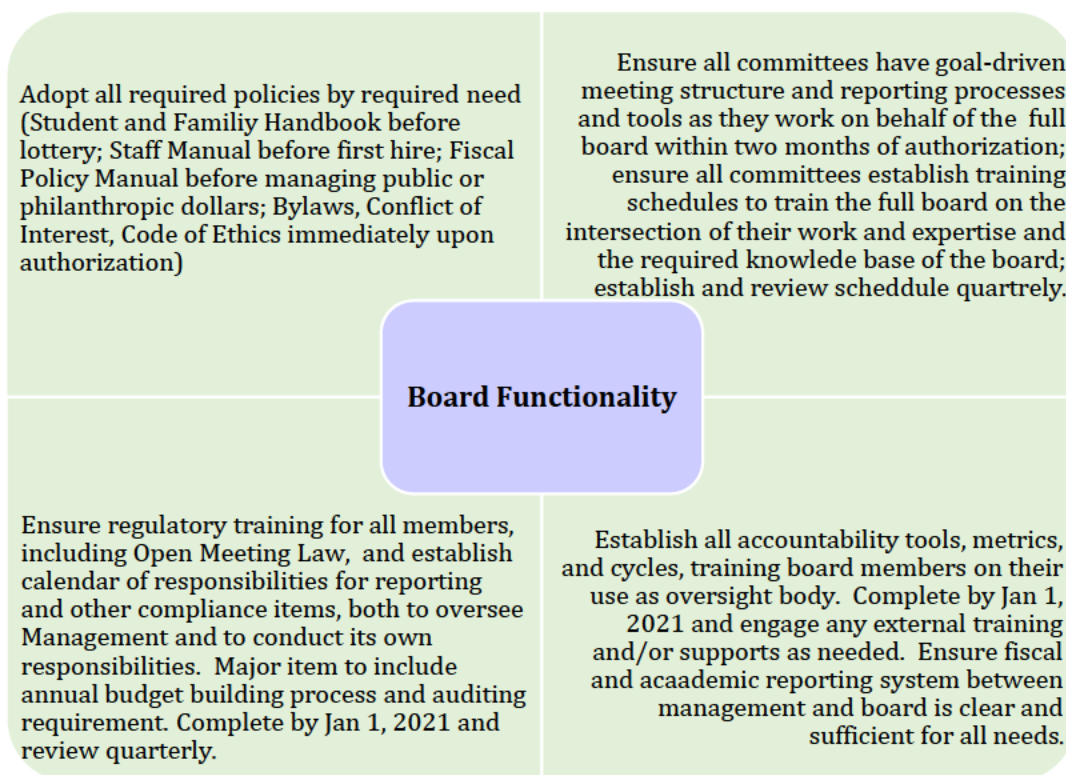 Adopt all required policies by required need
(Student and Familiy Handbook before
lottery; Staff Manual before first hire; Fiscal
Policy Manual before managing public or
philanthropic dollars; Bylaws, Conflict of
Interest, Code of Ethics immediately upon
authorization)
Ensure all committees have goal-driven
meeting structure and reporting processes
and tools as they work on behalf of the full
board within two months of authorization;
ensure all committees establish training
schedules to train the full board on the
intersection of their work and expertise and
the required knowlede base of the board;
establish and review scheddule quartrely.
Board Functionality
Ensure regulatory training for all members,
including Open Meeting Law, and establish
calendar of responsibilities for reporting
and other compliance items, both to oversee
Management and to conduct its own
responsibilities. Major item to include
annual budget building process and auditing
requirement. Complete by Jan 1, 2021 and
review quarterly.
Establish all accountability tools, metrics,
and cycles, training board members on their
use as oversight body. Complete by Jan 1,
2021 and engage any external training
and/or supports as needed. Ensure fiscal
and acaademic reporting system between
management and board is clear and
sufficient for all needs.